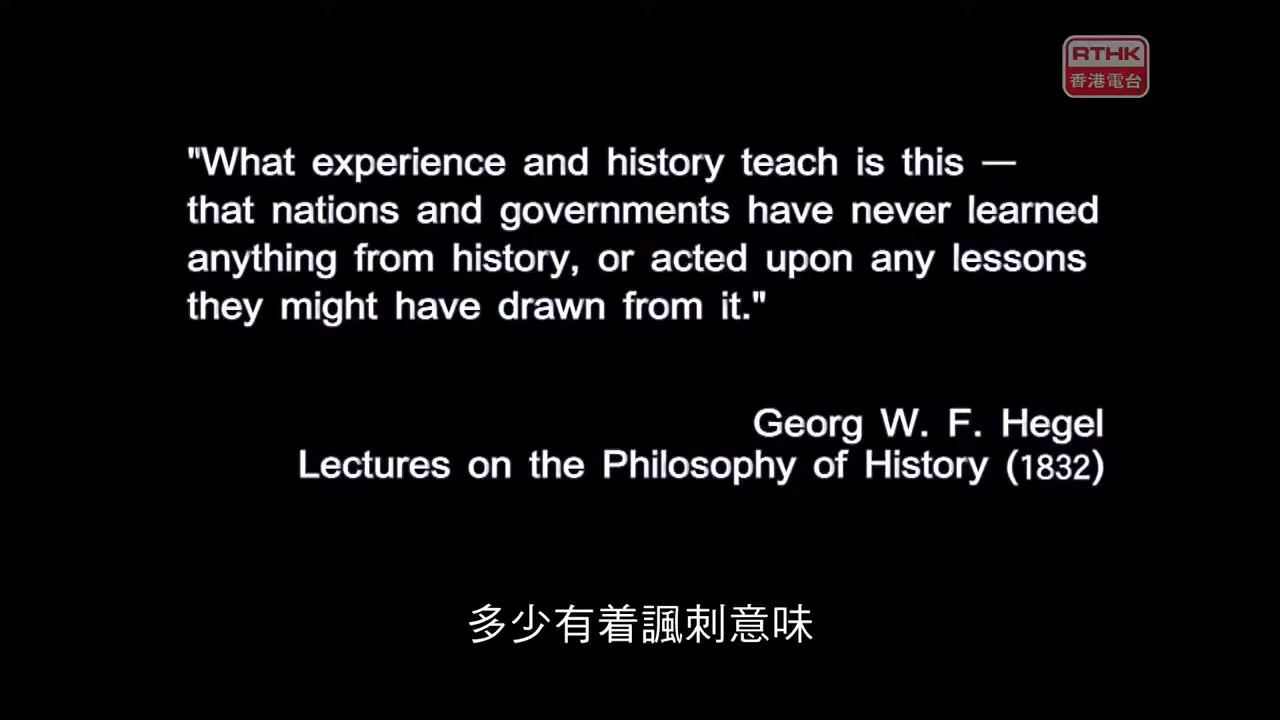 RTHK
香港電台
"What experience and history teach is this —
that nations and governments have never learned
anything from history, or acted upon any lessons
they might have drawn from it."
Georg W. F. Hegel
Lectures on the Philosophy of History (1832)
多少有着諷刺意味